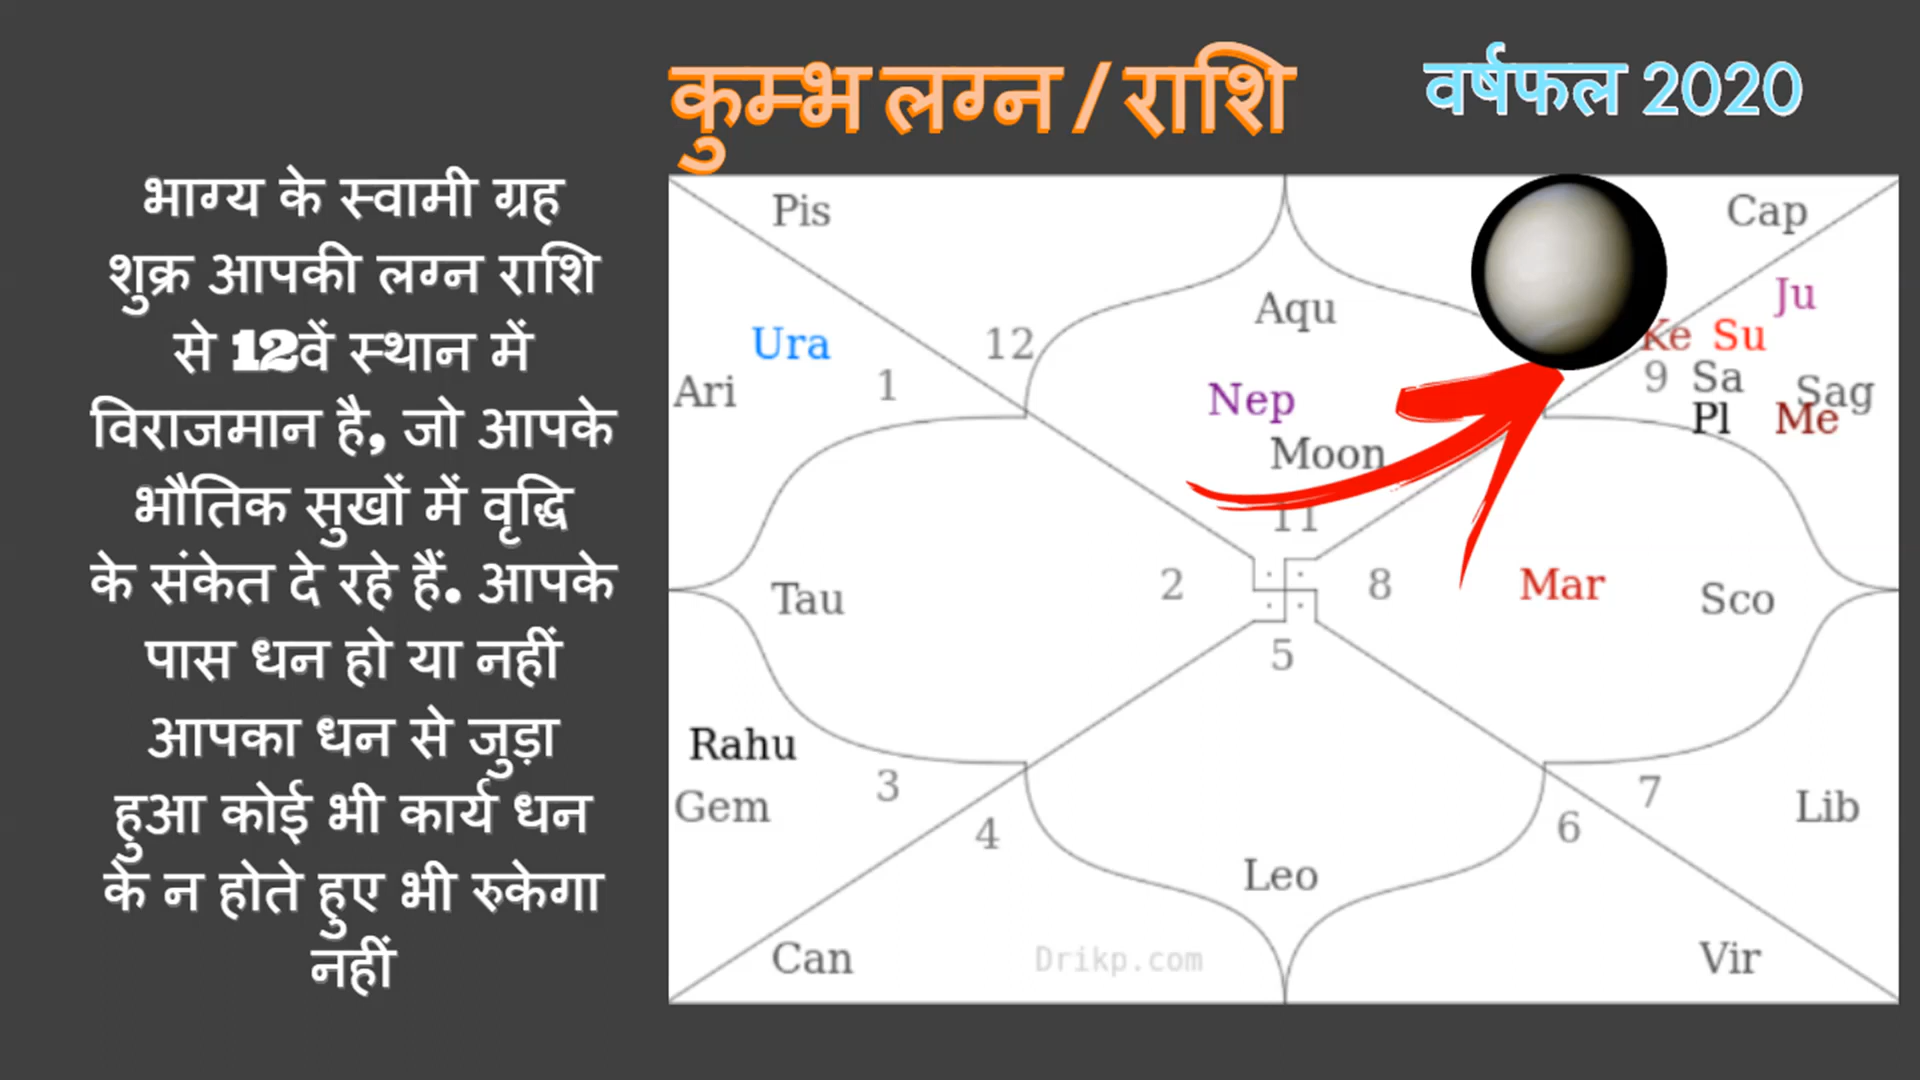 कुम्भ लग्न / राशि
वर्षफल 2020
भाग्य के स्वामी ग्रह
शुक्र आपकी लग्न राशि
से 12वें स्थान में
विराजमान है, जो आपके
भौतिक सुखों में वृद्धि
के संकेत दे रहे हैं. आपके
पास धन हो या नहीं
आपका धन से जुड़ा
हुआ कोई भी कार्य धन
के न होते हुए भी रुकेगा
नहीं
Pis
Cap
Aqu
Ju
Ura
12
Ke Su
Ari
1
Nep
9 Sa
Sag
Pl
Me
Moon
11
Tau
2
8
Mar
Sco
5
Rahu
3
7
Gem
4
6
Lib
Leo
Can
Drikp.com
Vir